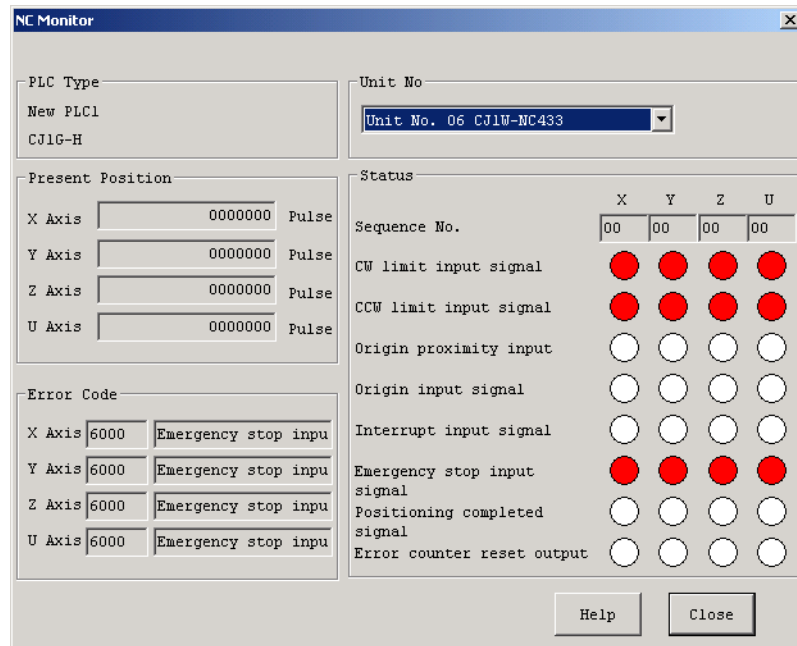 NC Monitor
PLC Type
New PLC1
CJ1G-H
Unit No
Unit No. 06 CJ1W-NC433
Present Position
X Axis 0000000 Pulse
Y Axis 0000000 Pulse
Z Axis 0000000 Pulse
U Axis 0000000 Pulse
Error Code
X Axis 6000 Emergency stop inpu
Y Axis 6000 Emergency stop inpu
Z Axis 6000 Emergency stop inpu
U Axis 6000 Emergency stop inpu
Status
X Y Z U
Sequence No. 00 00 00 00
CW limit input signal
CCW limit input signal
Origin proximity input
Origin input signal
Interrupt input signal
Emergency stop input
signal
Positioning completed
signal
Error counter reset output
Help Close